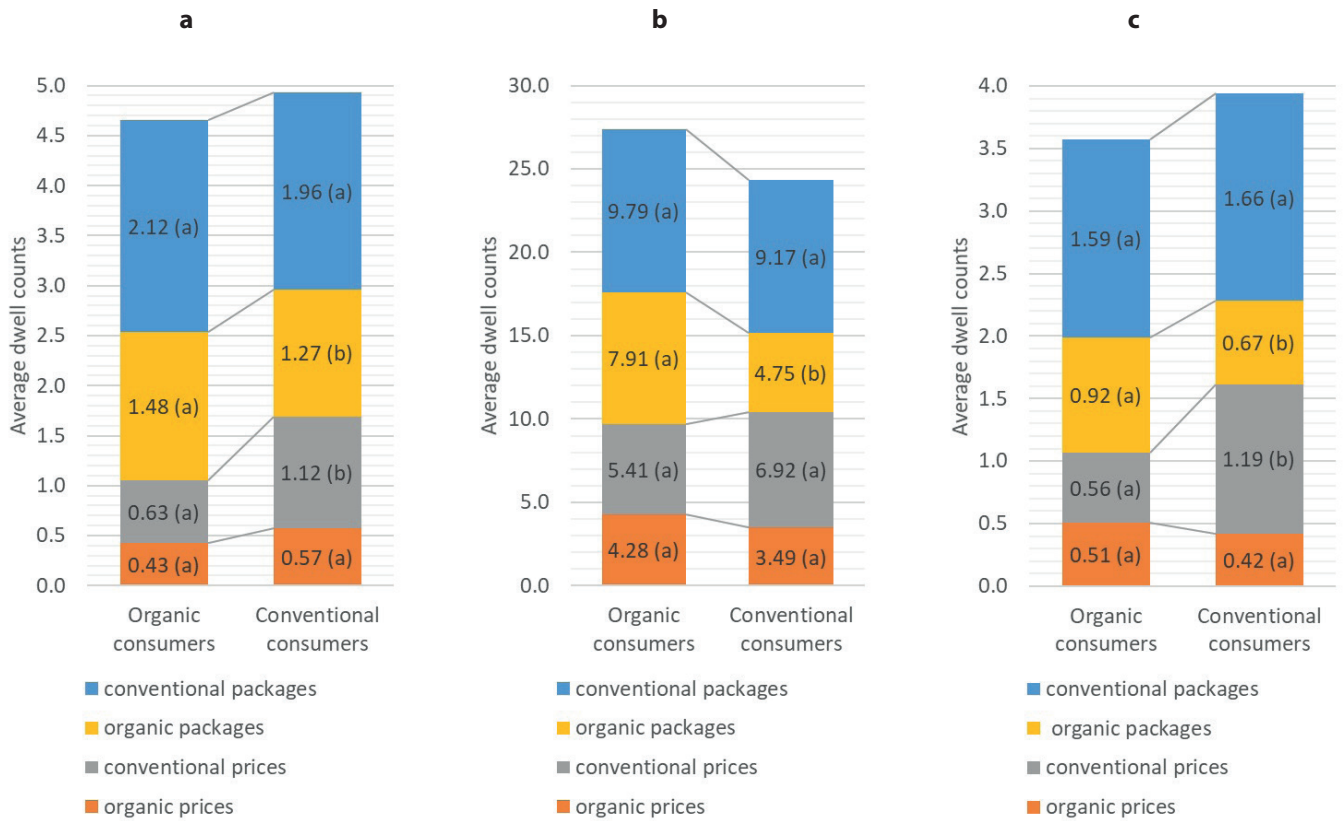 a
Average dwell counts
5.0
4.5
4.0
3.5
3.0
2.5
2.0
1.5
1.0
0.5
0.0
2.12 (a)
1.48 (a)
0.63 (a)
0.43 (a)
1.96 (a)
1.27 (b)
1.12 (b)
0.57 (a)
Organic
consumers
Conventional
consumers
conventional packages
organic packages
conventional prices
organic prices
b
Average dwell counts
30.0
25.0
20.0
15.0
10.0
5.0
0.0
9.79 (a)
7.91 (a)
5.41 (a)
4.28 (a)
9.17 (a)
4.75 (b)
6.92 (a)
3.49 (a)
Organic
consumers
Conventional
consumers
conventional packages
organic packages
conventional prices
organic prices
c
Average dwell counts
4.0
3.5
3.0
2.5
2.0
1.5
1.0
0.5
0.0
1.59 (a)
0.92 (a)
0.56 (a)
0.51 (a)
1.66 (a)
0.67 (b)
1.19 (b)
0.42 (a)
Organic
consumers
Conventional
consumers
conventional packages
organic packages
conventional prices
organic prices